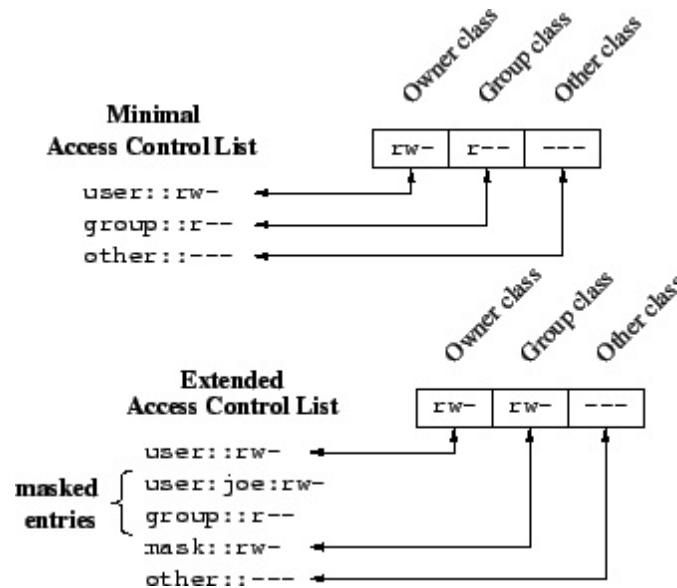 Owner class
Group class
Other class
Minimal
Access Control List
rw- r-- ---
user::rw-
group::r--
other::---
Owner class
Group class
Other class
Extended
Access Control List
rw- rw- ---
user::rw-
masked
entries
user:joe:rw-
group::r--
mask::rw-
other::---